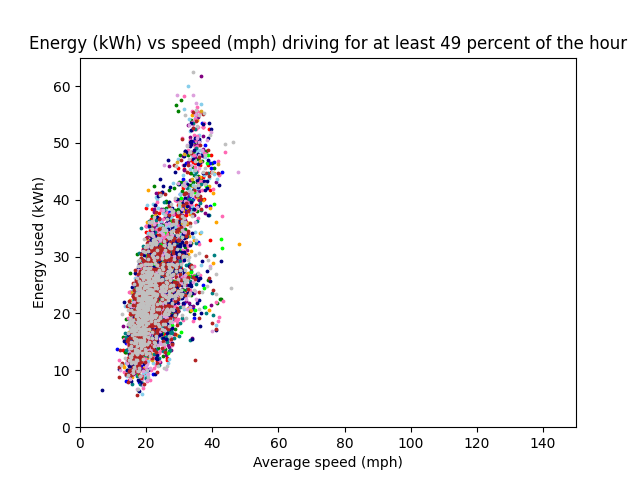 Energy (kWh) vs speed (mph) driving for at least 49 percent of the hour
60
50
40
30
20
10
0
Energy used (kWh)
0 20 40 60 80 100 120 140
Average speed (mph)